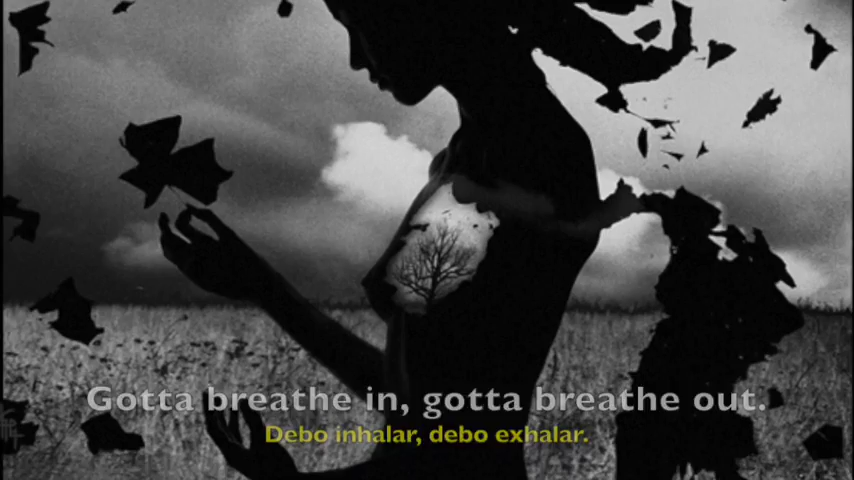 Gotta breathe in, gotta breathe out.
Debo inhalar, debo exhalar.